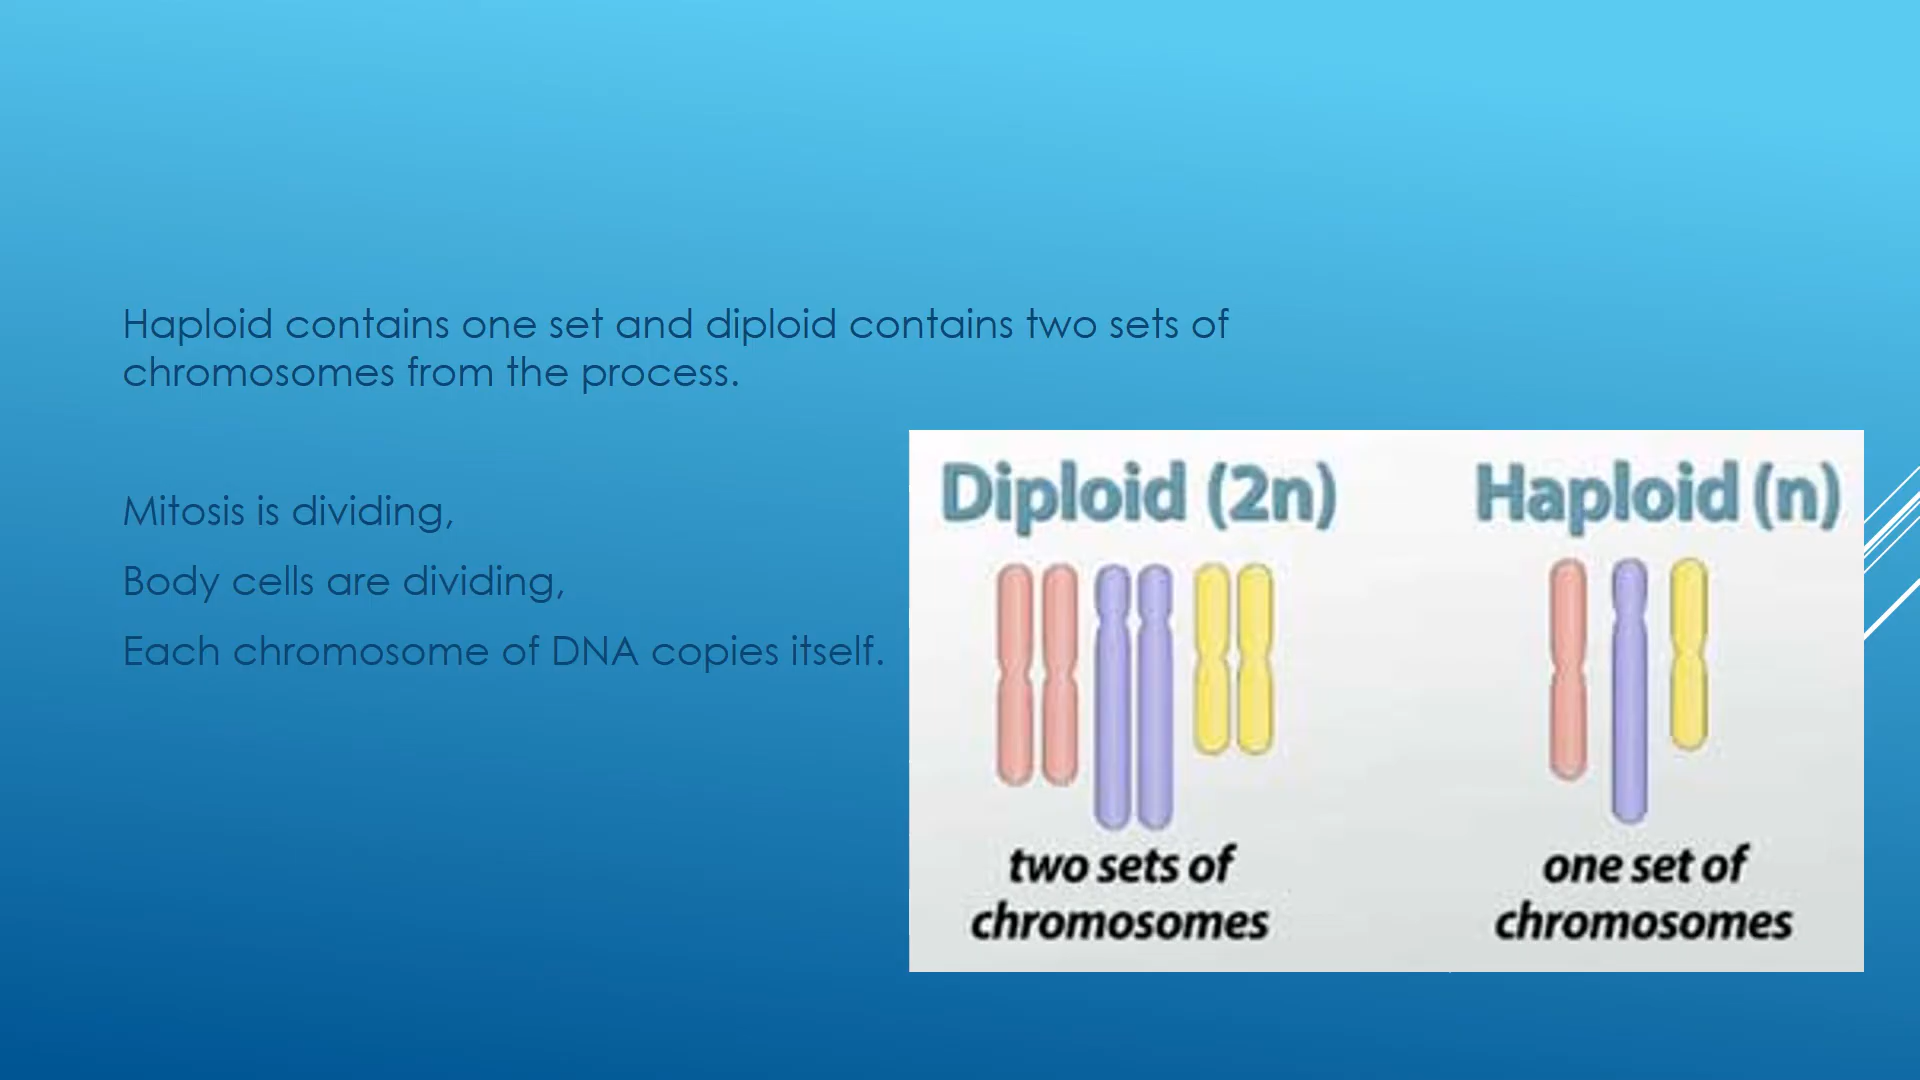 Haploid contains one set and diploid contains two sets of
chromosomes from the process.
Mitosis is dividing,
Body cells are dividing,
Each chromosome of DNA copies itself.
Diploid (2n)
two sets of
chromosomes
Haploid (n)
one set of
chromosomes